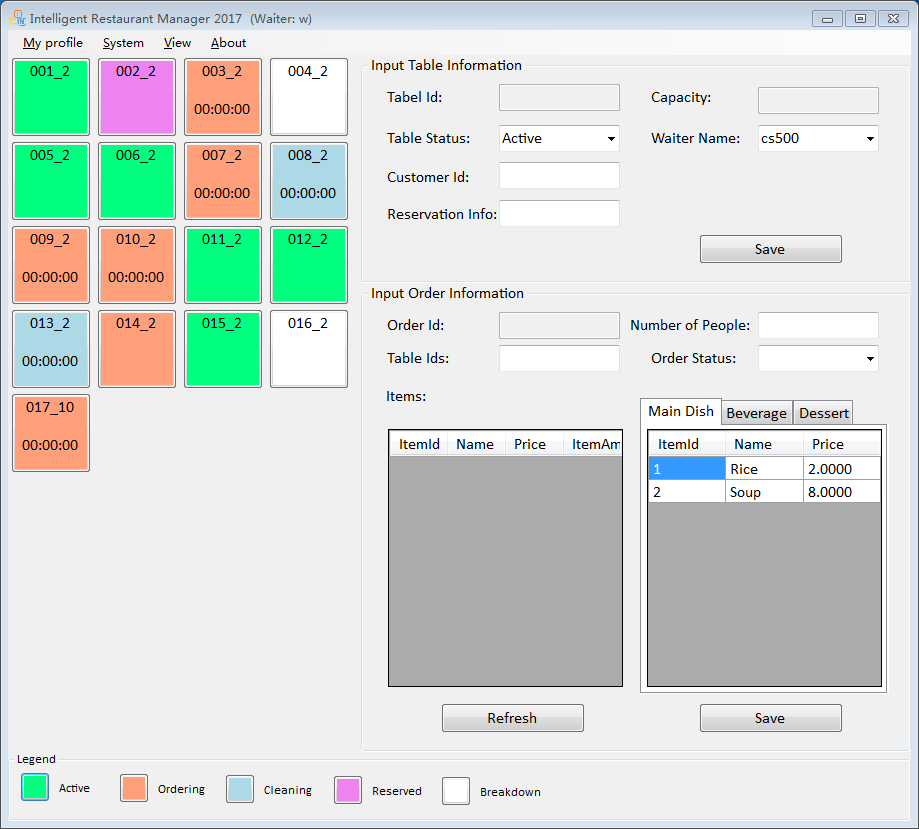 Intelligent Restaurant Manager 2017 (Waiter: w)
My profile System View About
001_2 002_2 003_2 004_2
00:00:00
005_2 006_2 007_2 008_2
00:00:00 00:00:00
009_2 010_2 011_2 012_2
00:00:00 00:00:00
013_2 014_2 015_2 016_2
00:00:00
017_10
00:00:00
Input Table Information
Tabel Id: Capacity:
Table Status: Active Waiter Name: cs500
Customer Id:
Reservation Info:
Save
Input Order Information
Order Id: Number of People:
Table Ids: Order Status:
Items:
ItemId Name Price ItemAm
Main Dish Beverage Dessert
ItemId Name Price
1 Rice 2.0000
2 Soup 8.0000
Refresh Save
Legend
Active Ordering Cleaning Reserved Breakdown